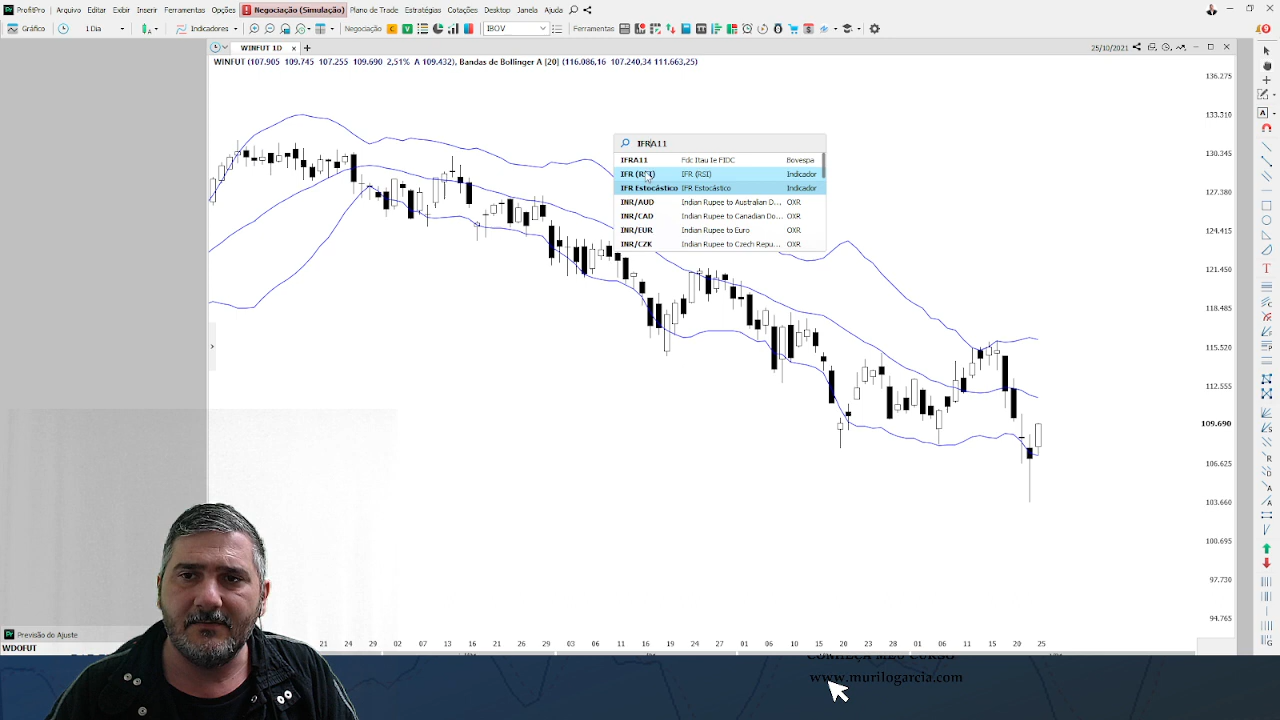 ProfitPro Arquivo Editar Exibir Inserir Ferramentas Negociação (Simulação) Plano de Trade Estratégias Cotações Desktop Janela Ajuda
Gráfico 1 Dia Indicadores Negociação IBOV Ferramentas
WINFUT 1D
25/10/2021
WINFUT (107.905 109.745 107.255 109.690 2,51% A 109.432), Bandas de Bollinger A [20] (116.086,16 107.240,34 111.663,25)
136.275
133.310
130.345
127.380
124.415
121.450
118.485
115.520
112.555
109.690
106.625
103.660
100.695
97.730
94.765
IFRA11
IFRA11 Fdc Itau Ie FIDC Bovespa
IFR (RSI) IFR (RSI) Indicador
IFR Estocástico IFR Estocástico Indicador
INR/AUD Indian Rupee to Australian D... OXR
INR/CAD Indian Rupee to Canadian Do... OXR
INR/EUR Indian Rupee to Euro OXR
INR/CZK Indian Rupee to Czech Repu... OXR
Previsão do Ajuste
WDOFUT
21 24 29 02 07 13 16 21 24 29 03 08 11 16 19 24 27 01 06 10 15 20 23 28 01 06 11 15 20 25
CONHEÇA MEU CURSO
www.murilogarcia.com